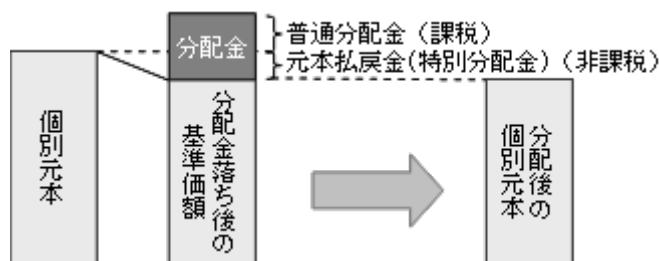 分配金
普通分配金（課税）
元本払戻金(特別分配金)（非課税）
個別元本
分配金落ち後の
基準価額
分配後の
個別元本